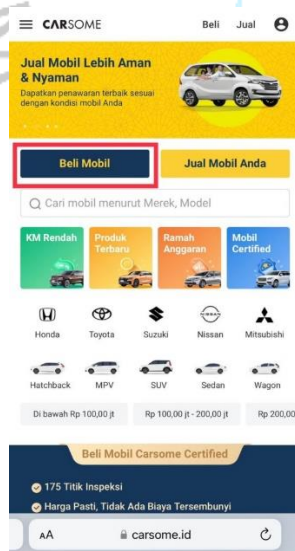 CARSOME
Beli
Jual
Jual Mobil Lebih Aman
& Nyaman
Dapatkan penawaran terbaik sesuai
dengan kondisi mobil Anda
Beli Mobil
Jual Mobil Anda
Cari mobil menurut Merek, Model
KM Rendah
Produk
Terbaru
Ramah
Anggaran
Mobil
Certified
Honda
Toyota
Suzuki
Nissan
Mitsubishi
Hatchback
MPV
SUV
Sedan
Wagon
Di bawah Rp 100,00 jt
Rp 100,00 jt - 200,00 jt
Rp 200,00
Beli Mobil Carsome Certified
175 Titik Inspeksi
Harga Pasti, Tidak Ada Biaya Tersembunyi
AA
carsome.id